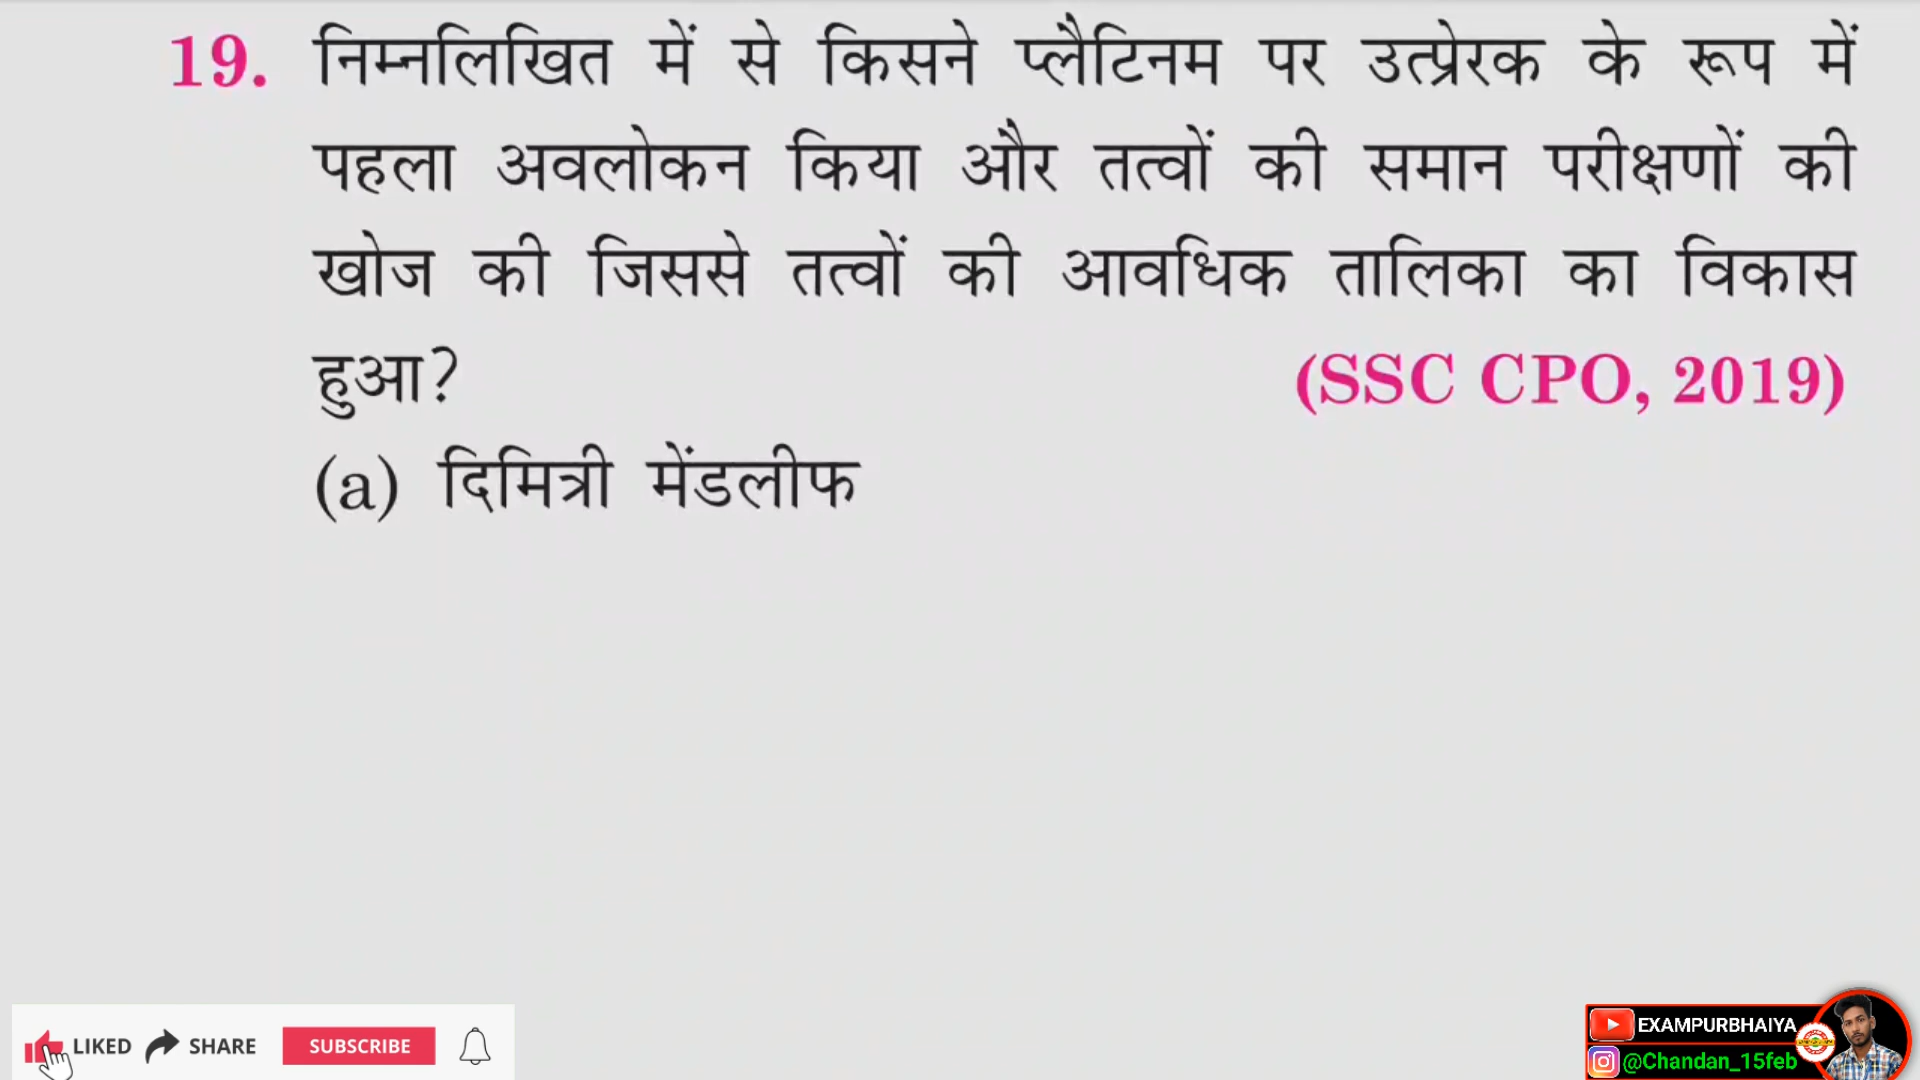 19. निम्नलिखित में से किसने प्लैटिनम पर उत्प्रेरक के रूप में
पहला अवलोकन किया और तत्वों की समान परीक्षणों की
खोज की जिससे तत्वों की आवधिक तालिका का विकास
हुआ? (SSC CPO, 2019)
(a) दिमित्री मेंडलीफ
LIKED SHARE SUBSCRIBE
EXAMPURBHAIYA
@Chandan_15feb